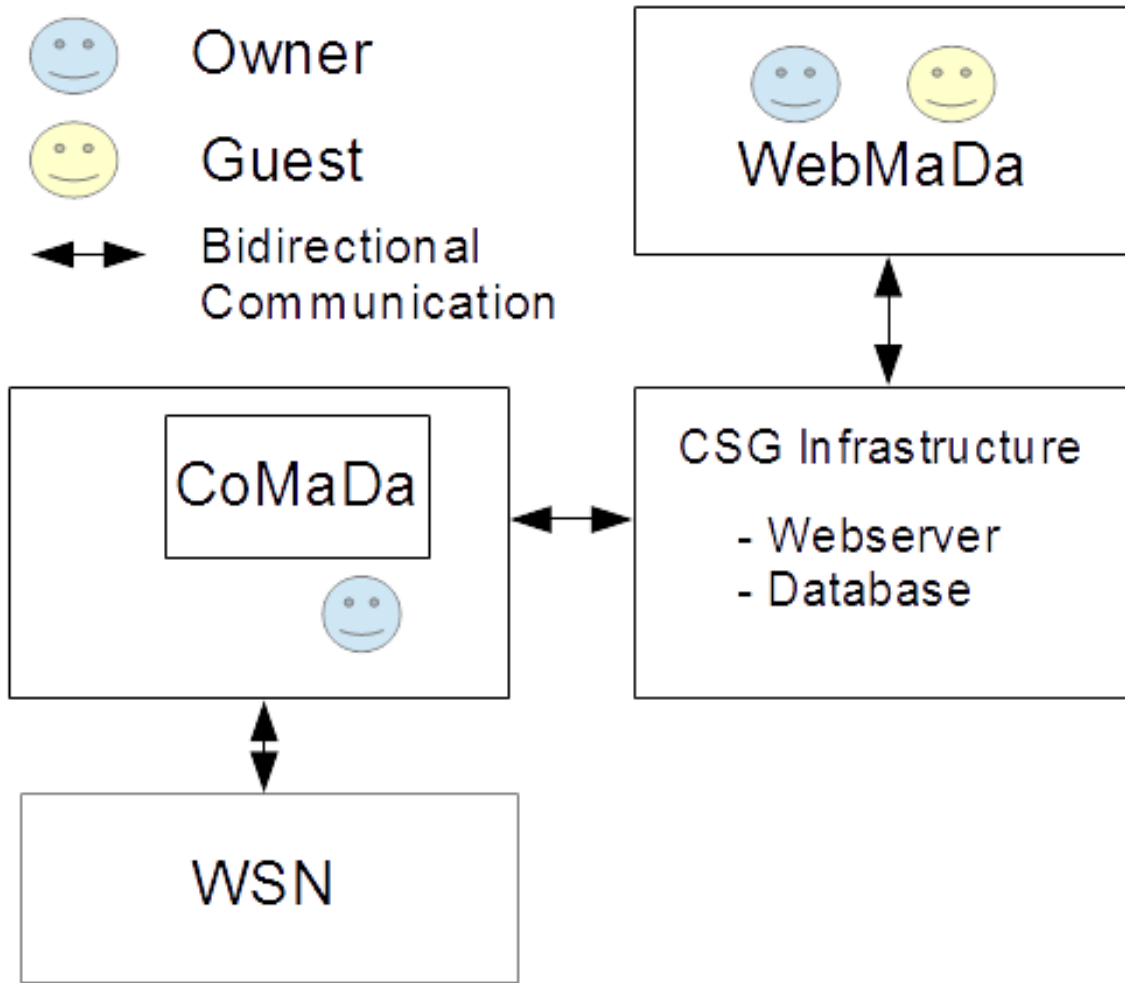 Owner
Guest
Bidirectional
Communication
WebMaDa
CoMaDa
CSG Infrastructure
- Webserver
- Database
WSN